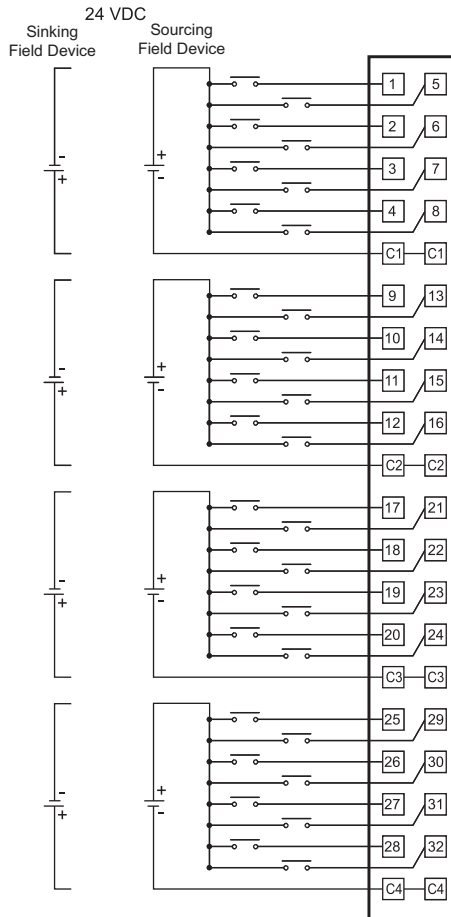 24 VDC
Sinking
Field Device
Sourcing
Field Device
- +
+ -
1 5
2 6
3 7
4 8
C1 C1
- +
+ -
9 13
10 14
11 15
12 16
C2 C2
- +
+ -
17 21
18 22
19 23
20 24
C3 C3
- +
+ -
25 29
26 30
27 31
28 32
C4 C4